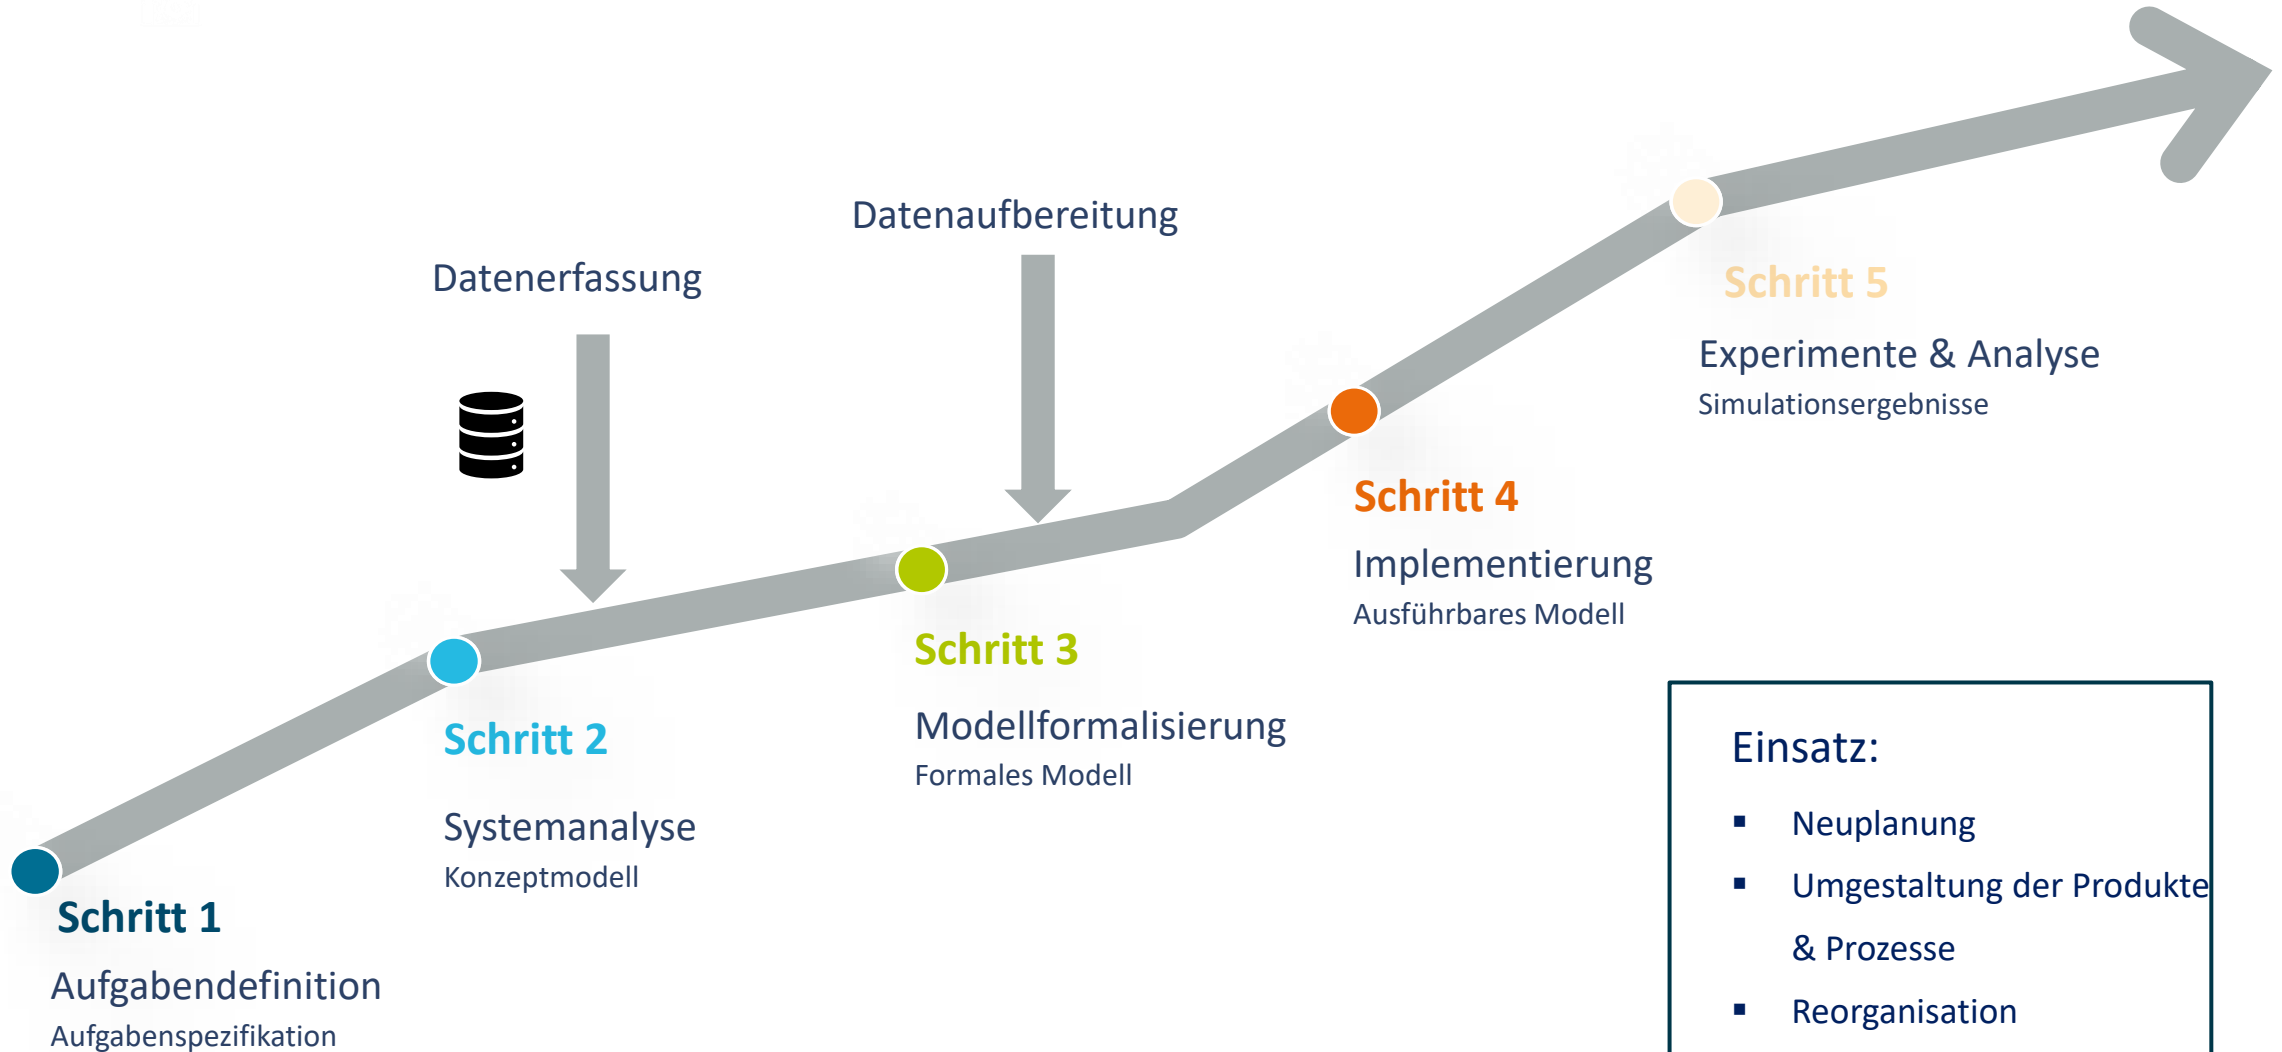 Datenerfassung
Datenaufbereitung
Schritt 1
Aufgabendefinition
Aufgabenspezifikation
Schritt 2
Systemanalyse
Konzeptmodell
Schritt 3
Modellformalisierung
Formales Modell
Schritt 4
Implementierung
Ausführbares Modell
Schritt 5
Experimente & Analyse
Simulationsergebnisse
Einsatz:
▪ Neuplanung
▪ Umgestaltung der Produkte
& Prozesse
▪ Reorganisation